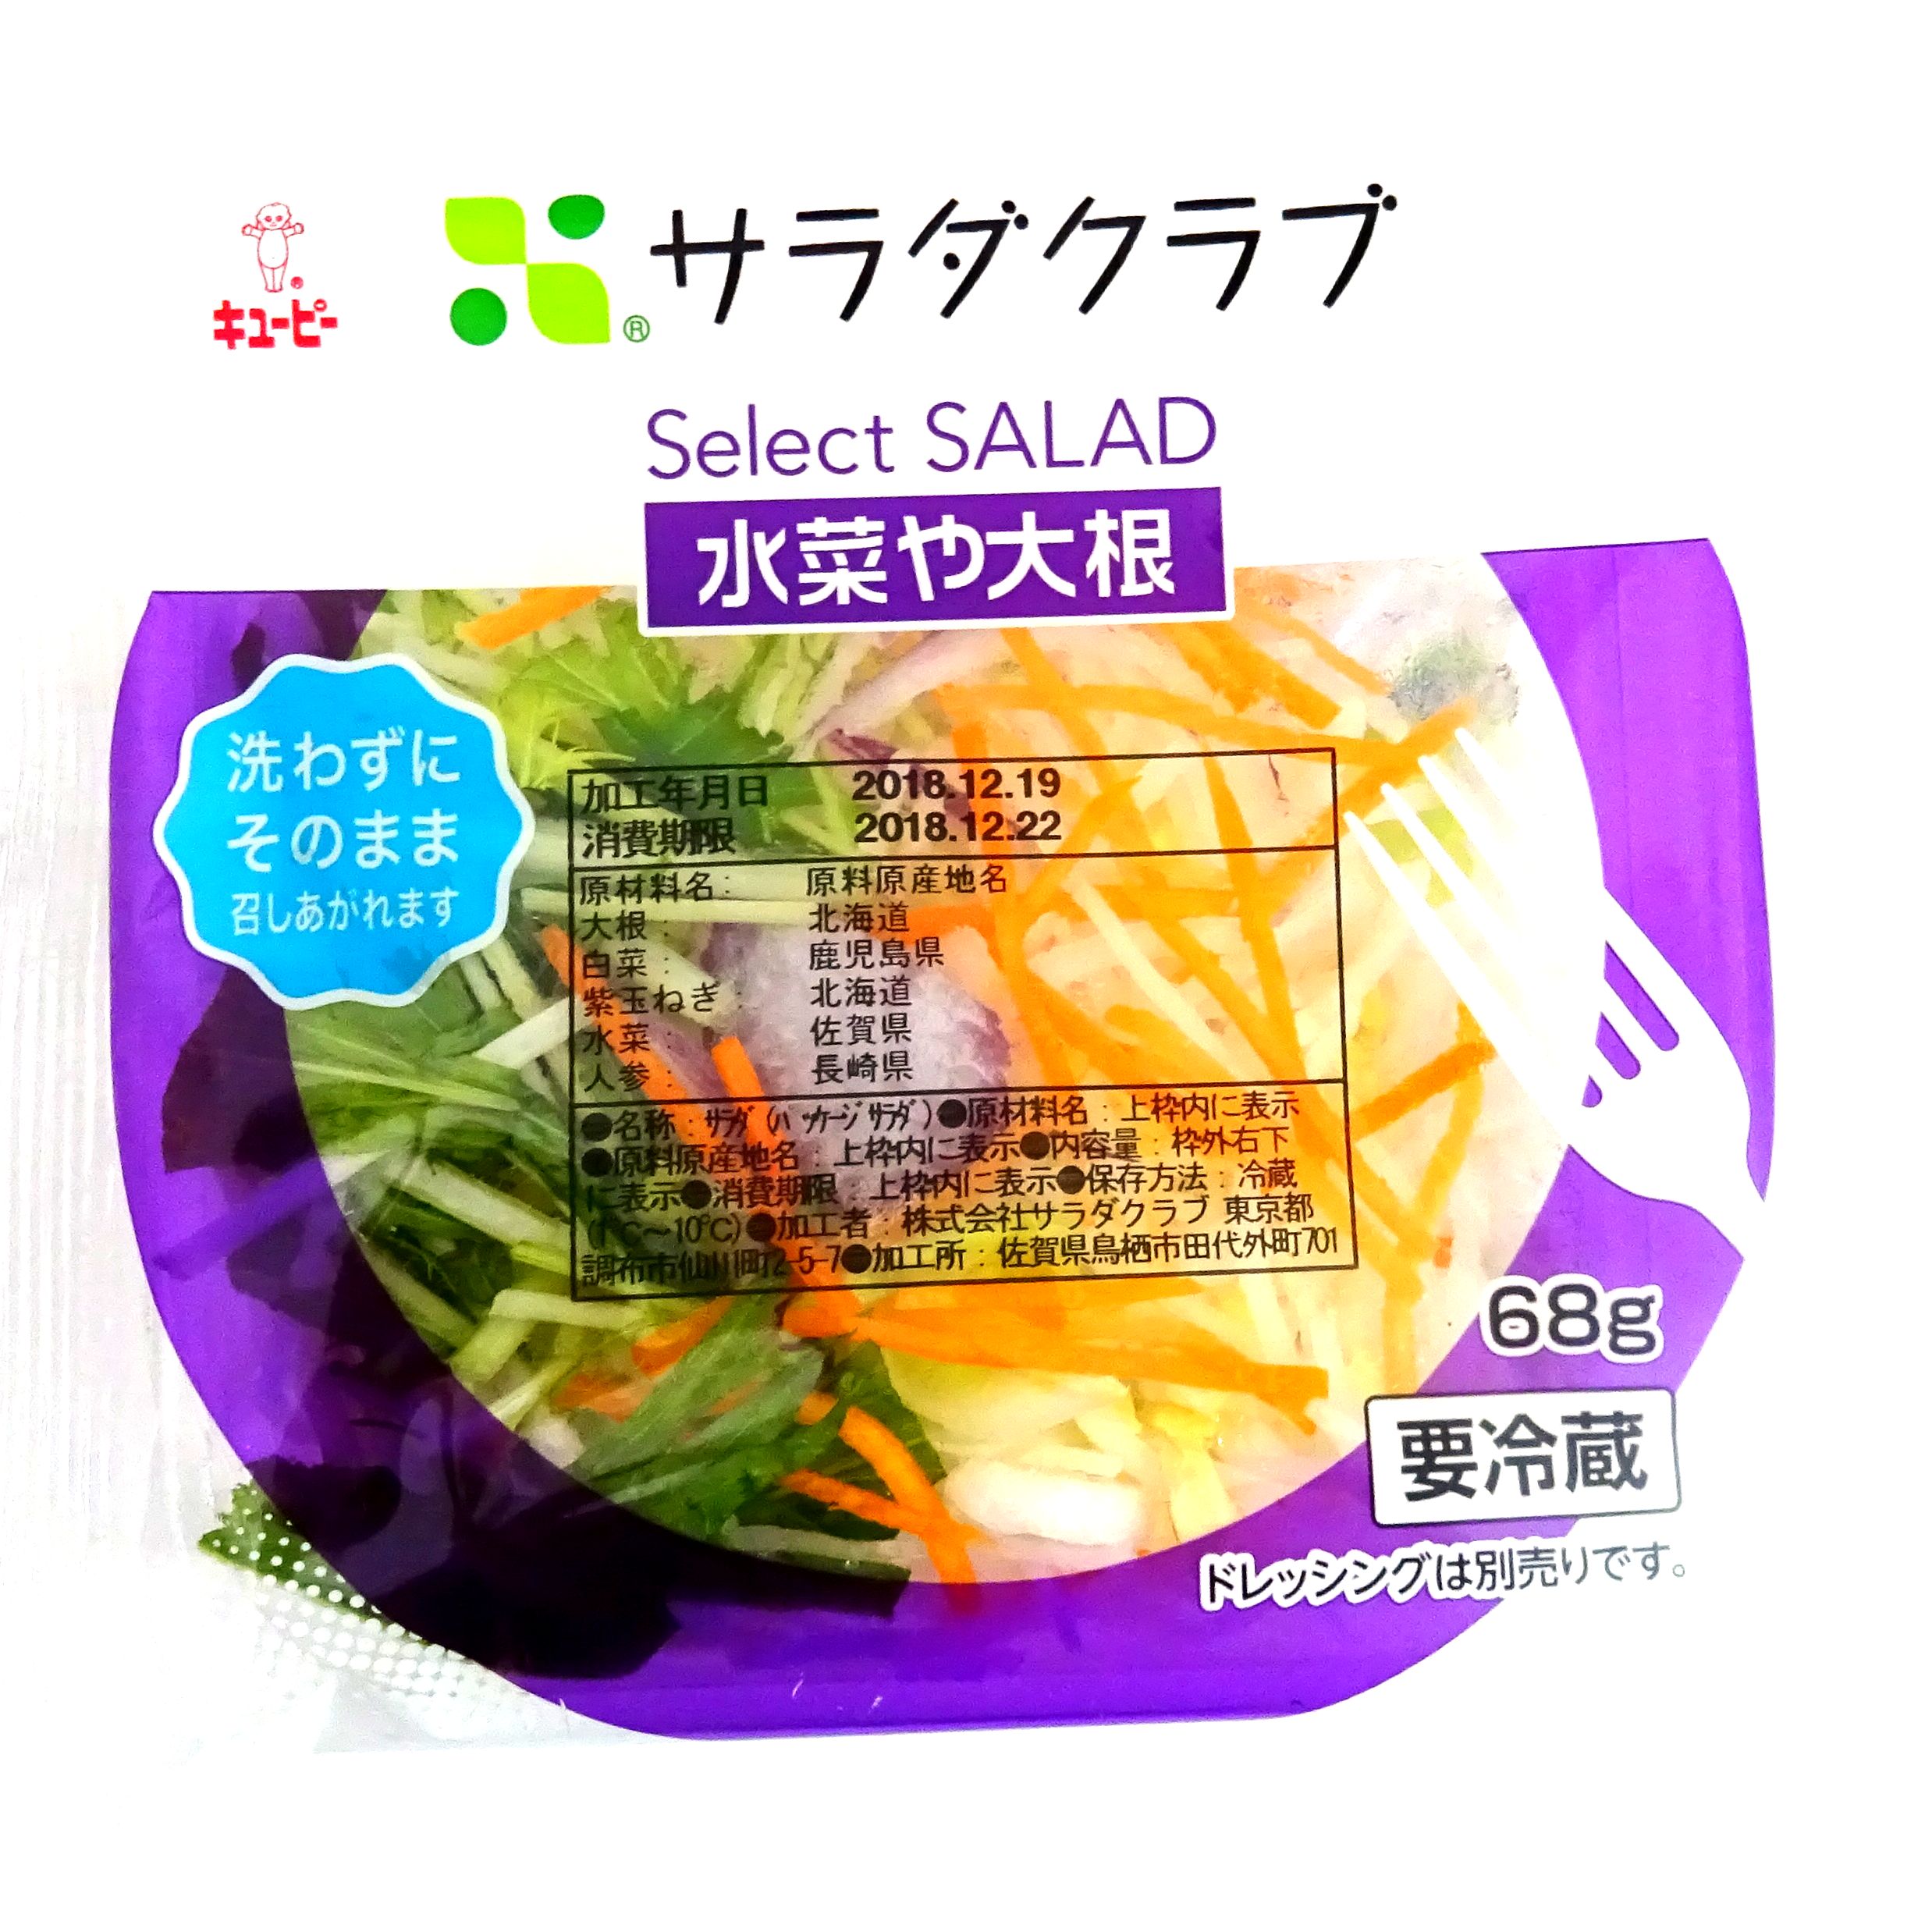 キユーピー
®サラダクラブ
Select SALAD
水菜や大根
洗わずに
そのまま
召しあがれます
加工年月日 2018.12.19
消費期限 2018.12.22
原材料名: 原料原産地名
大根: 北海道
白菜: 鹿児島県
紫玉ねぎ: 北海道
水菜: 佐賀県
人参: 長崎県
●名称:サラダ(パッケージサラダ)●原材料名:上枠内に表示
●原料原産地名:上枠内に表示●内容量:枠外右下
に表示●消費期限:上枠内に表示●保存方法:冷蔵
(1℃~10℃)●加工者:株式会社サラダクラブ 東京都
調布市仙川町2-5-7●加工所:佐賀県鳥栖市田代外町701
68g
要冷蔵
ドレッシングは別売りです。